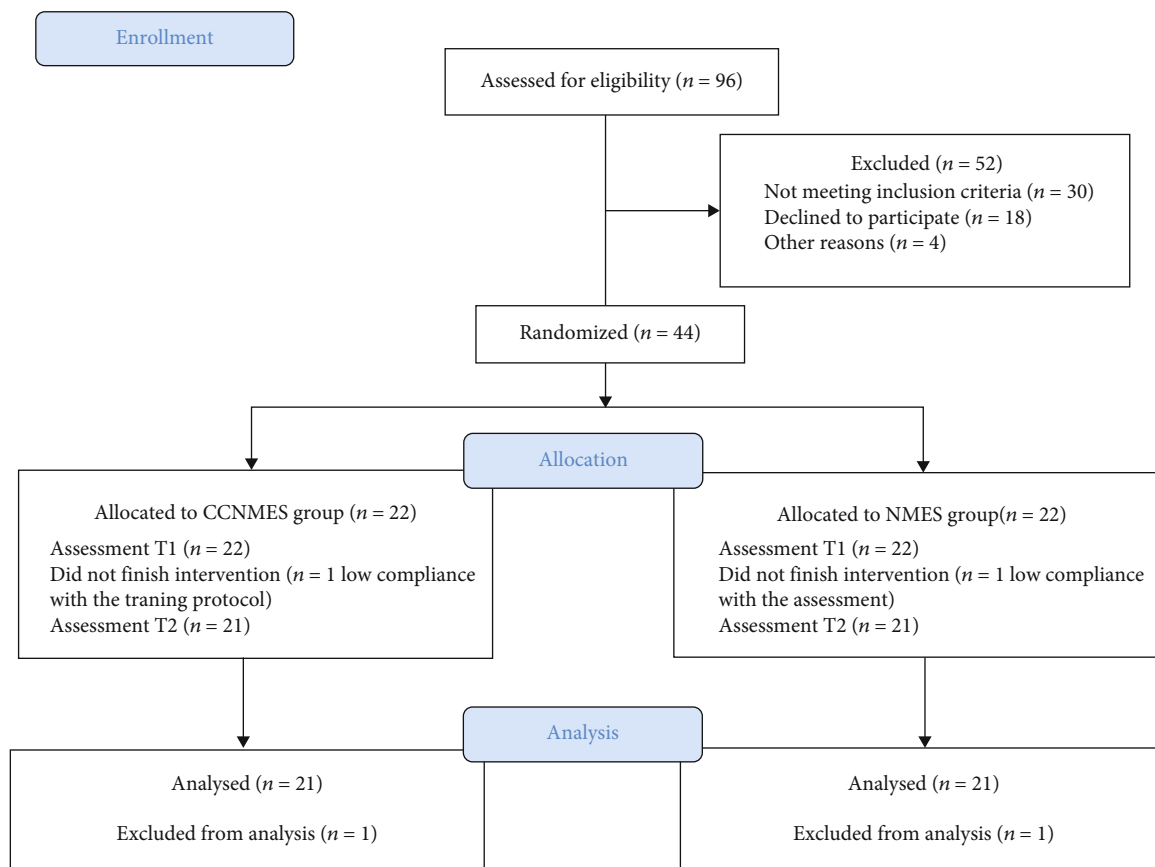 Enrollment
Assessed for eligibility (n = 96)
Excluded (n = 52)
Not meeting inclusion criteria (n = 30)
Declined to participate (n = 18)
Other reasons (n = 4)
Randomized (n = 44)
Allocation
Allocated to CCNMES group (n = 22)
Assessment T1 (n = 22)
Did not finish intervention (n = 1 low compliance
with the traning protocol)
Assessment T2 (n = 21)
Allocated to NMES group(n = 22)
Assessment T1 (n = 22)
Did not finish intervention (n = 1 low compliance
with the assessment)
Assessment T2 (n = 21)
Analysis
Analysed (n = 21)
Excluded from analysis (n = 1)
Analysed (n = 21)
Excluded from analysis (n = 1)